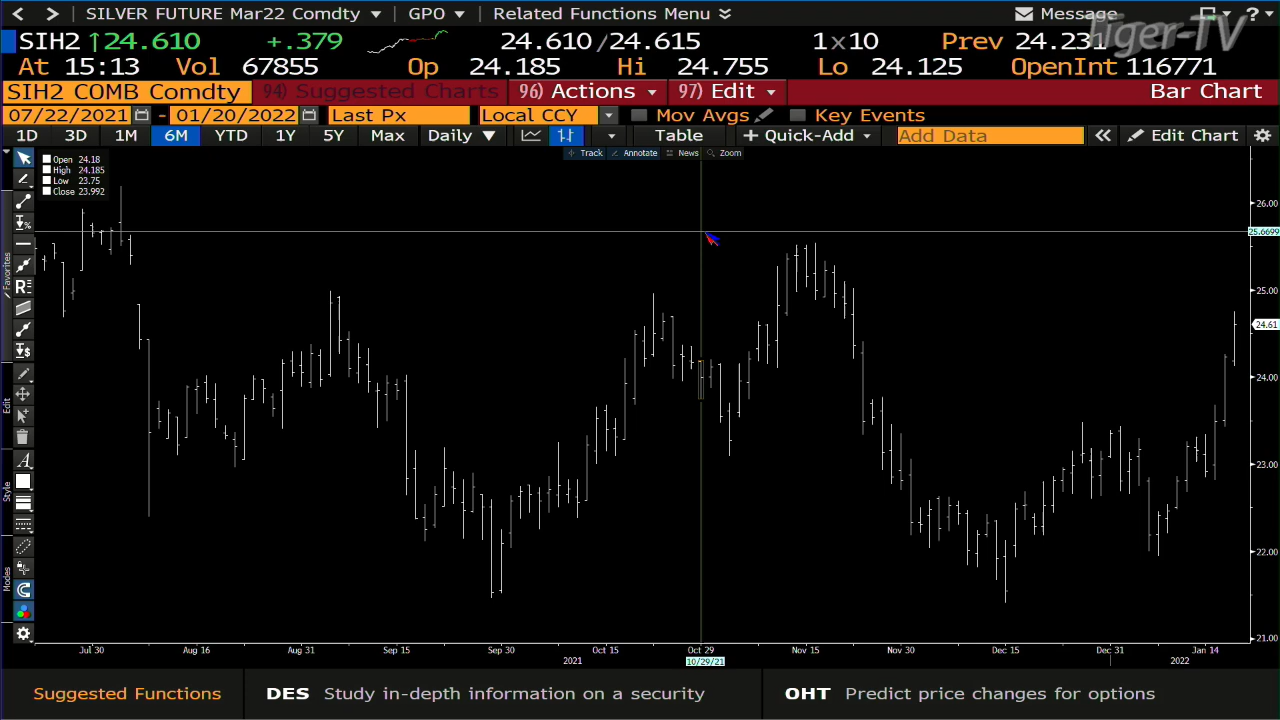 SILVER FUTURE Mar22 Comdty GPO Related Functions Menu Message ?
SIH2 ↑24.610 +.379 24.610/24.615 1x10 Prev 24.231
At 15:13 Vol 67855 Op 24.185 Hi 24.755 Lo 24.125 OpenInt 116771
SIH2 COMB Comdty 94) Suggested Charts 96) Actions 97) Edit Bar Chart
07/22/2021 - 01/20/2022 Last Px Local CCY Mov Avgs Key Events
1D 3D 1M 6M YTD 1Y 5Y Max Daily Table + Quick-Add Add Data « Edit Chart
Track Annotate News Zoom
Open 24.18
High 24.185
Low 23.75
Close 23.992
26.00
25.6699
25.00
24.61
24.00
23.00
22.00
21.00
Favorites
Edit
Style
Modes
Jul 30 Aug 16 Aug 31 Sep 15 Sep 30 Oct 15 Oct 29 Nov 15 Nov 30 Dec 15 Dec 31 Jan 14
2021 10/29/21 2022
Suggested Functions DES Study in-depth information on a security OHT Predict price changes for options